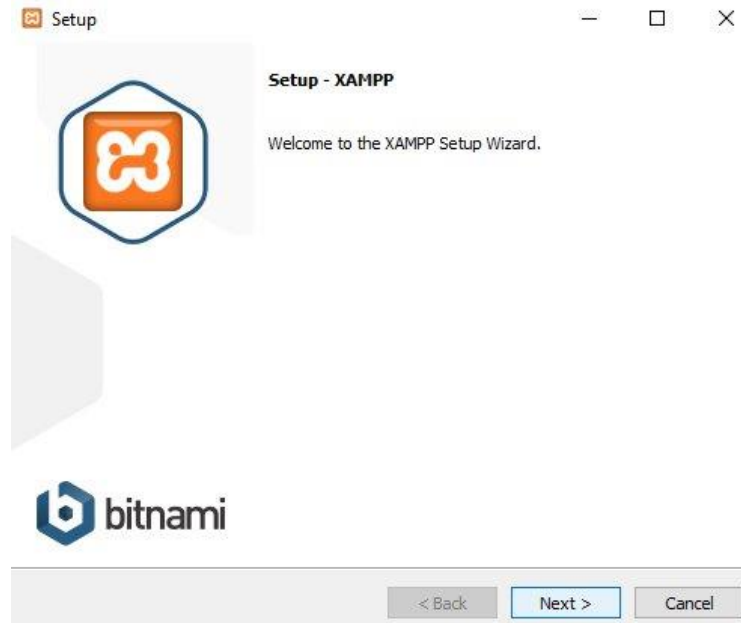 Setup
Setup - XAMPP
Welcome to the XAMPP Setup Wizard.
bitnami
< Back Next > Cancel